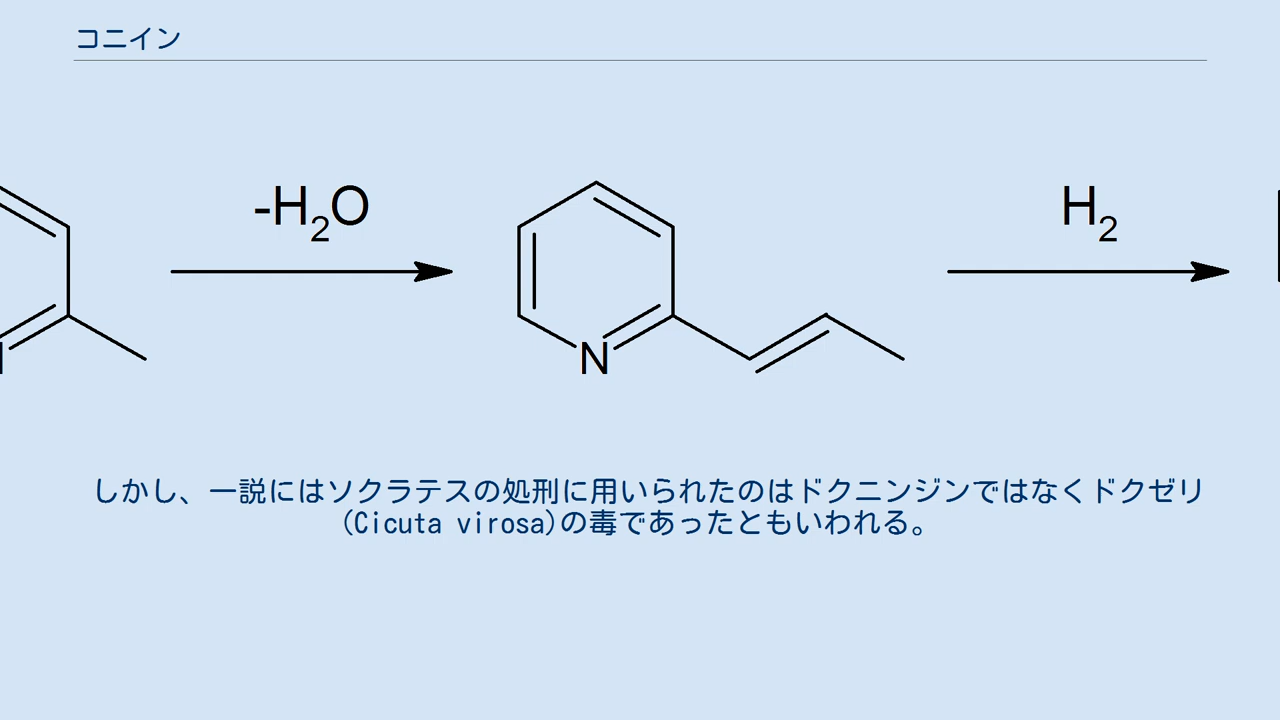 コニイン
-H₂O
H₂
N
しかし、一説にはソクラテスの処刑に用いられたのはドクニンジンではなくドクゼリ
(Cicuta virosa)の毒であったともいわれる。